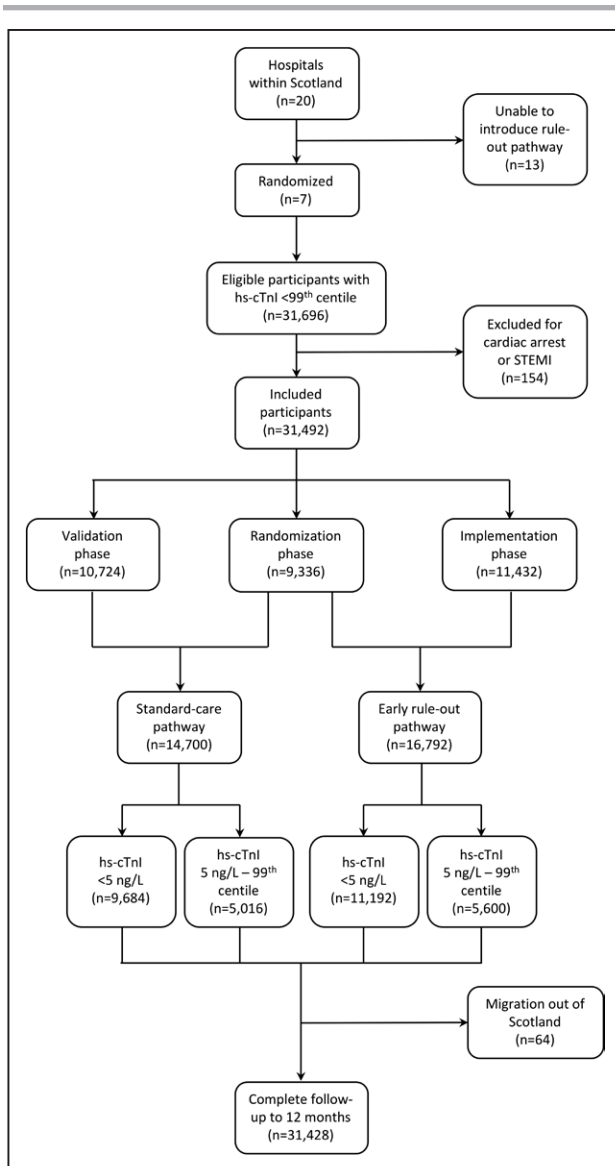 Hospitals
within Scotland
(n=20)
Unable to
introduce rule-
out pathway
(n=13)
Randomized
(n=7)
Eligible participants with
hs-cTnI <99th centile
(n=31,696)
Excluded for
cardiac arrest
or STEMI
(n=154)
Included
participants
(n=31,492)
Validation
phase
(n=10,724)
Randomization
phase
(n=9,336)
Implementation
phase
(n=11,432)
Standard-care
pathway
(n=14,700)
Early rule-out
pathway
(n=16,792)
hs-cTnI
<5 ng/L
(n=9,684)
hs-cTnI
5 ng/L – 99th
centile
(n=5,016)
hs-cTnI
<5 ng/L
(n=11,192)
hs-cTnI
5 ng/L – 99th
centile
(n=5,600)
Migration out of
Scotland
(n=64)
Complete follow-
up to 12 months
(n=31,428)